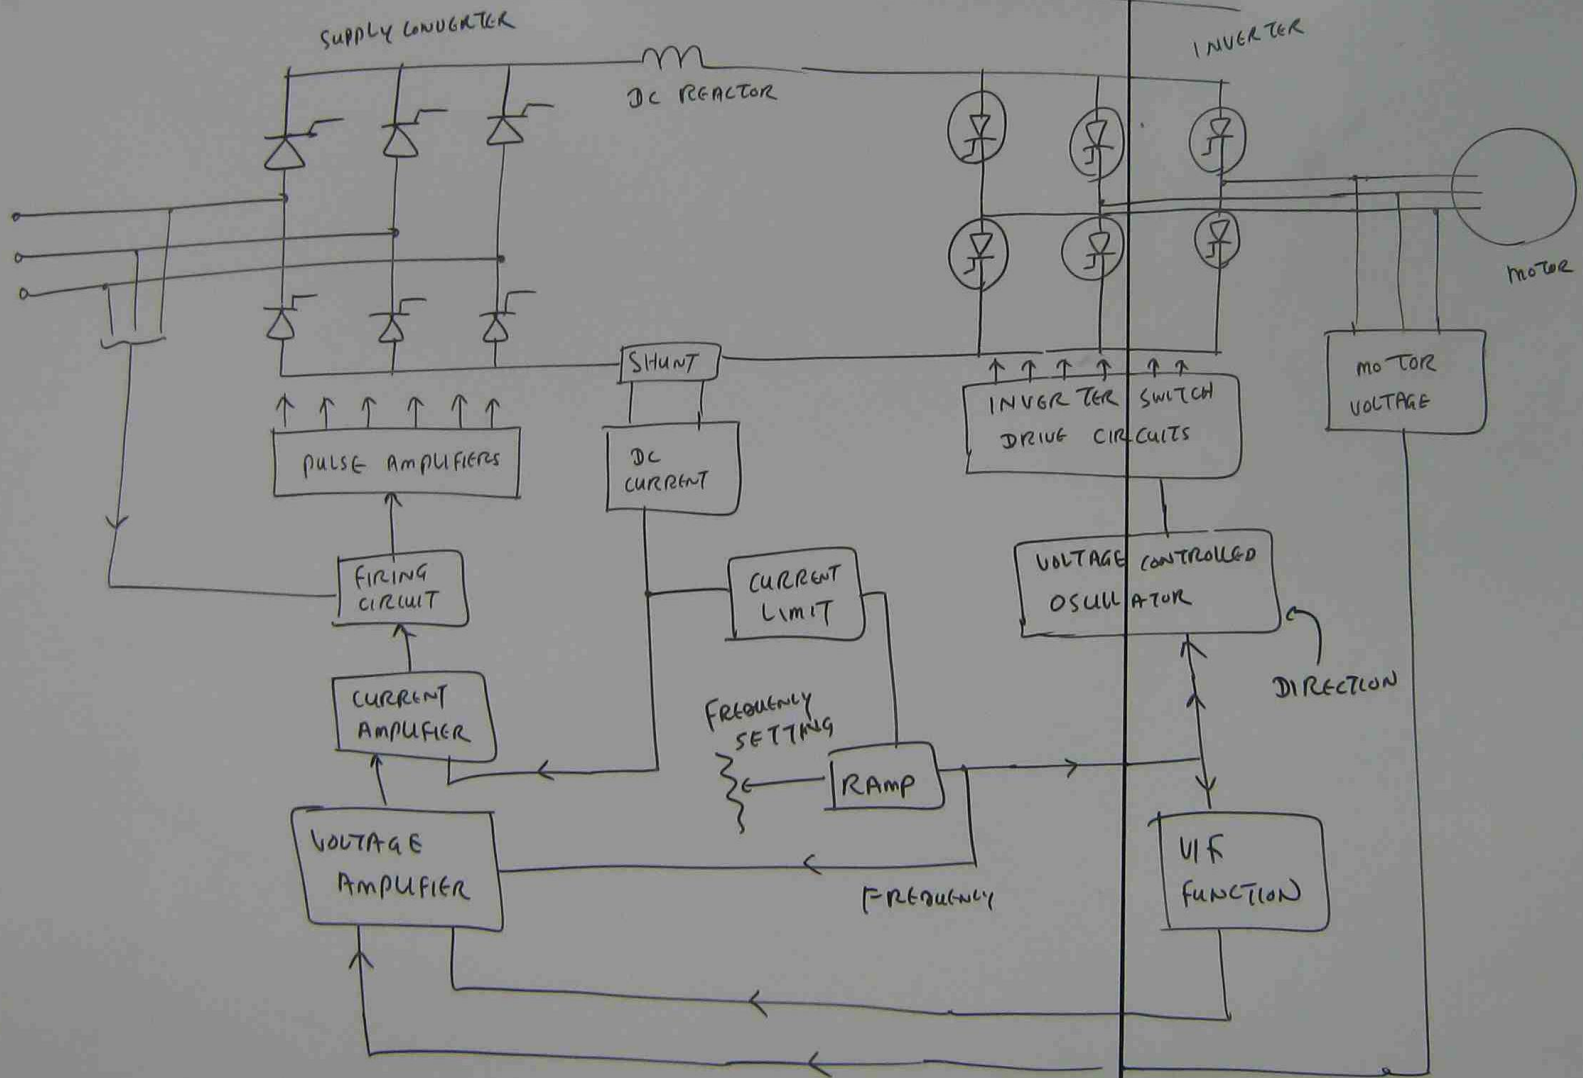 SUPPLY CONVERTER
INVERTER
DC REACTOR
MOTOR
SHUNT
MOTOR
VOLTAGE
INVERTER SWITCH
DRIVE CIRCUITS
PULSE AMPLIFIERS
DC
CURRENT
FIRING
CIRCUIT
CURRENT
LIMIT
VOLTAGE CONTROLLED
OSCILLATOR
DIRECTION
CURRENT
AMPLIFIER
FREQUENCY
SETTING
RAMP
VOLTAGE
AMPLIFIER
V/F
FUNCTION
FREQUENCY